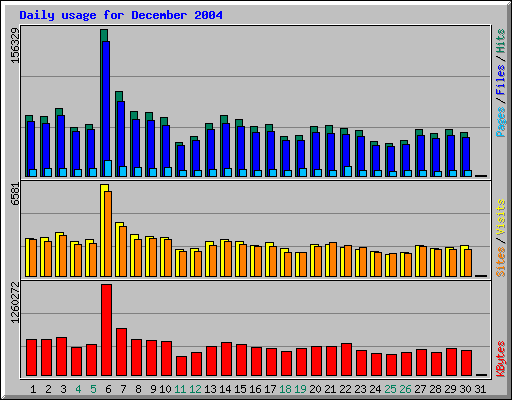 Daily usage for December 2004
156329
Pages / Files / Hits
6581
Sites / Visits
1260272
KBytes
1 2 3 4 5 6 7 8 9 10 11 12 13 14 15 16 17 18 19 20 21 22 23 24 25 26 27 28 29 30 31